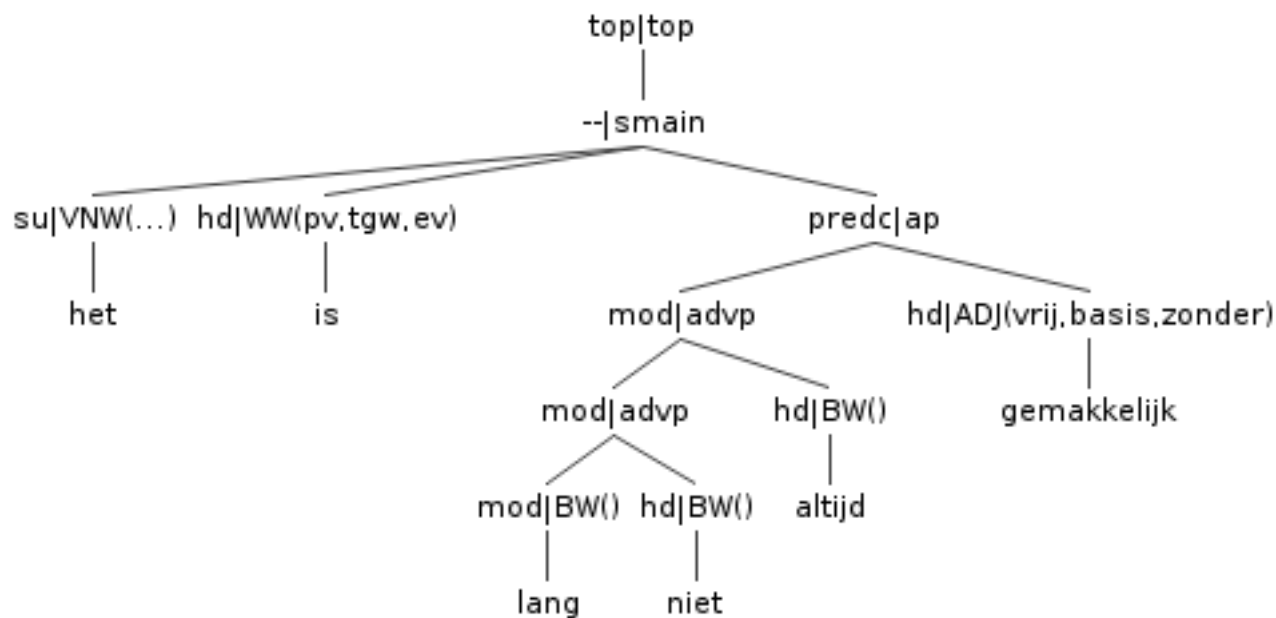 top|top
--|smain
su|VNW(...) hd|WW(pv,tgw,ev) predc|ap
het is mod|advp hd|ADJ(vrij,basis,zonder)
mod|advp hd|BW() gemakkelijk
mod|BW() hd|BW() altijd
lang niet